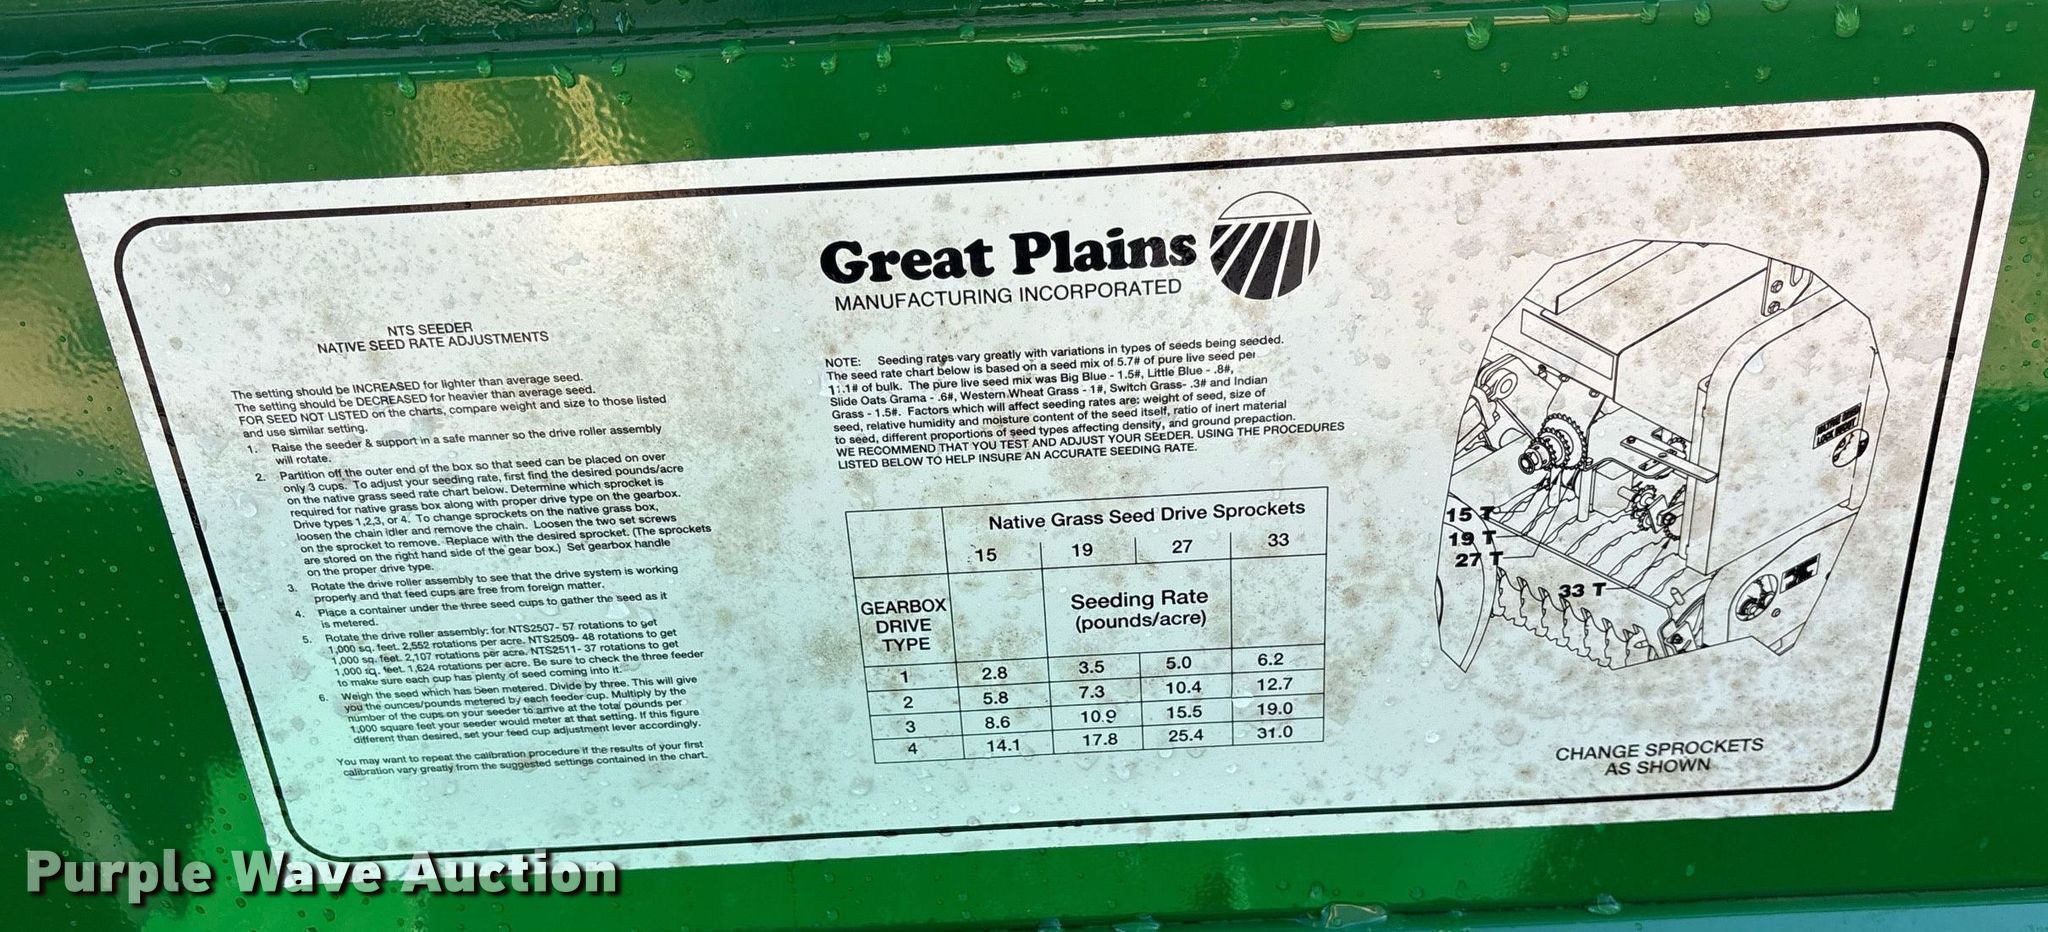 Great Plains
MANUFACTURING INCORPORATED
NTS SEEDER
NATIVE SEED RATE ADJUSTMENTS
The setting should be INCREASED for lighter than average seed.
The setting should be DECREASED for heavier than average seed.
FOR SEED NOT LISTED on the charts, compare weight and size to those listed
and use similar setting.
1. Raise the seeder & support in a safe manner so the drive roller assembly
will rotate.
2. Partition off the outer end of the box so that seed can be placed on over
only 3 cups. To adjust your seeding rate, first find the desired pounds/acre
on the native grass seed rate chart below. Determine which sprocket is
required for native grass box along with proper drive type on the gearbox.
Drive types 1,2,3, or 4. To change sprockets on the native grass box,
loosen the chain idler and remove the chain. Loosen the two set screws
on the sprocket to remove. Replace with the desired sprocket. (The sprockets
are stored on the right hand side of the gear box.) Set gearbox handle
on the proper drive type.
3. Rotate the drive roller assembly to see that the drive system is working
properly and that feed cups are free from foreign matter.
4. Place a container under the three seed cups to gather the seed as it
is metered.
5. Rotate the drive roller assembly: for NTS2507- 57 rotations to get
1,000 sq. feet. 2,552 rotations per acre. NTS2509- 48 rotations to get
1,000 sq. feet. 2,107 rotations per acre. NTS2511- 37 rotations to get
1,000 sq. feet. 1,624 rotations per acre. Be sure to check the three feeder
to make sure each cup has plenty of seed coming into it.
6. Weigh the seed which has been metered. Divide by three. This will give
you the ounces/pounds metered by each feeder cup. Multiply by the
number of the cups on your seeder to arrive at the total pounds per
1,000 square feet your seeder would meter at that setting. If this figure
different than desired, set your feed cup adjustment lever accordingly.
You may want to repeat the calibration procedure if the results of your first
calibration vary greatly from the suggested settings contained in the chart.
NOTE: Seeding rates vary greatly with variations in types of seeds being seeded.
The seed rate chart below is based on a seed mix of 5.7# of pure live seed per
11.1# of bulk. The pure live seed mix was Big Blue - 1.5#, Little Blue - .8#,
Slide Oats Grama - .6#, Western Wheat Grass - 1#, Switch Grass- .3# and Indian
Grass - 1.5#. Factors which will affect seeding rates are: weight of seed, size of
seed, relative humidity and moisture content of the seed itself, ratio of inert material
to seed, different proportions of seed types affecting density, and ground prepaction.
WE RECOMMEND THAT YOU TEST AND ADJUST YOUR SEEDER. USING THE PROCEDURES
LISTED BELOW TO HELP INSURE AN ACCURATE SEEDING RATE.
Native Grass Seed Drive Sprockets
15 19 27 33
GEARBOX
DRIVE
TYPE
Seeding Rate
(pounds/acre)
1 2.8 3.5 5.0 6.2
2 5.8 7.3 10.4 12.7
3 8.6 10.9 15.5 19.0
4 14.1 17.8 25.4 31.0
15 T
19 T
27 T
33 T
CHANGE SPROCKETS
AS SHOWN
Purple Wave Auction